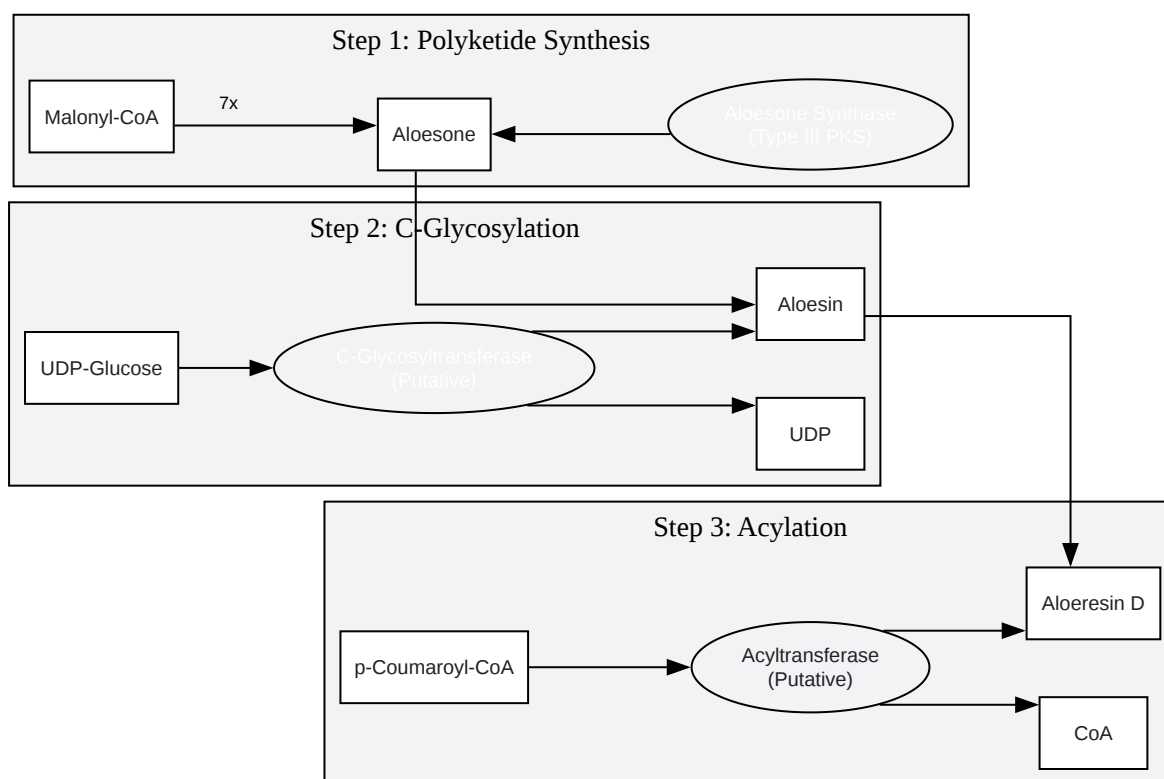 Step 1: Polyketide Synthesis
Malonyl-CoA
7x
Aloesone
Aloesone Synthase
(Type III PKS)
Step 2: C-Glycosylation
Aloesin
UDP-Glucose
C-Glycosyltransferase
(Putative)
UDP
Step 3: Acylation
Aloeresin D
p-Coumaroyl-CoA
Acyltransferase
(Putative)
CoA